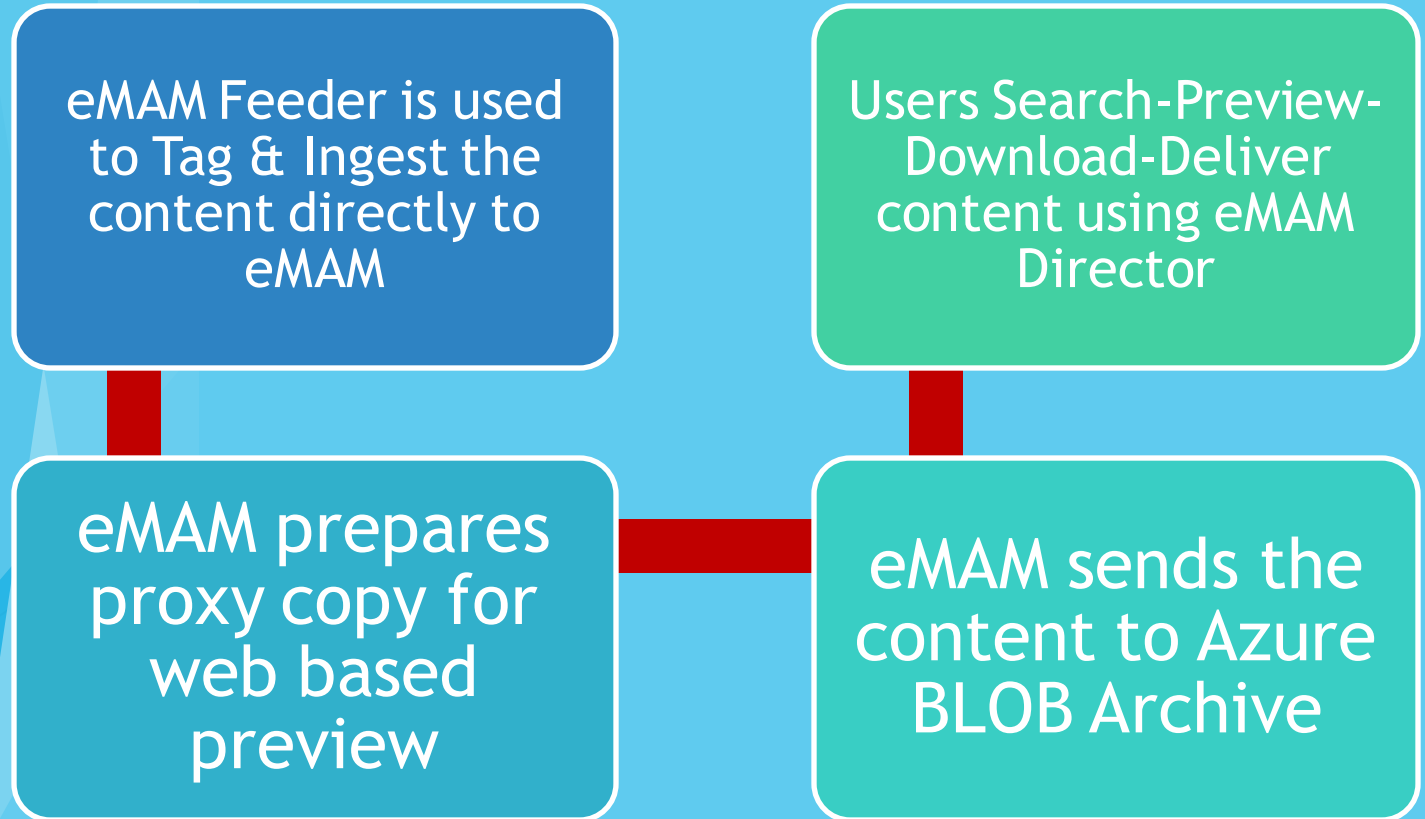 eMAM Feeder is used
to Tag & Ingest the
content directly to
eMAM
eMAM prepares
proxy copy for
web based
preview
eMAM sends the
content to Azure
BLOB Archive
Users Search-Preview-
Download-Deliver
content using eMAM
Director